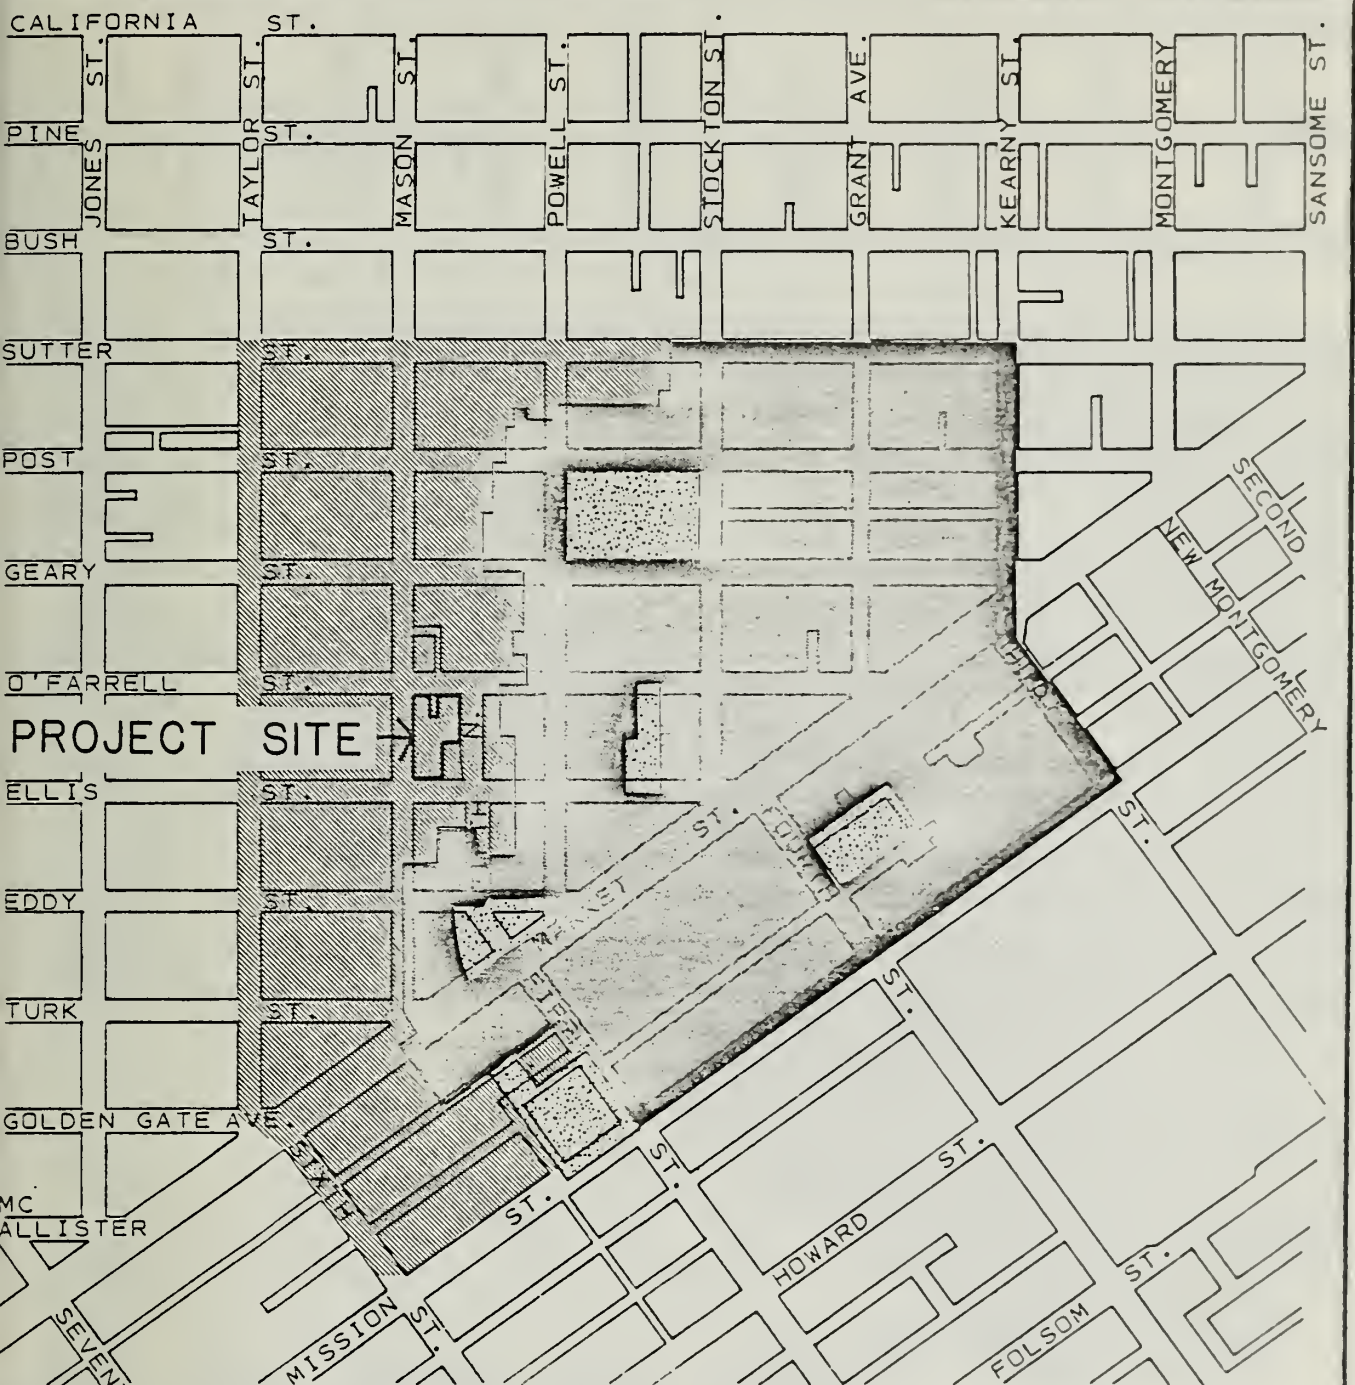 CALIFORNIA ST.
JONES ST.
TAYLOR ST.
MASON ST.
POWELL ST.
STOCKTON ST.
GRANT AVE.
KEARNY ST.
MONTGOMERY
SANSOME ST.
PINE ST.
BUSH ST.
SUTTER ST.
POST ST.
GEARY ST.
O'FARRELL ST.
PROJECT SITE
ELLIS ST.
EDDY ST.
TURK ST.
GOLDEN GATE AVE.
MC
ALLISTER
SECOND
NEW MONTGOMERY
THIRD ST.
MARKET ST.
FOURTH ST.
ST.
SIXTH ST.
SEVEN
MISSION ST.
HOWARD ST.
FOLSOM ST.